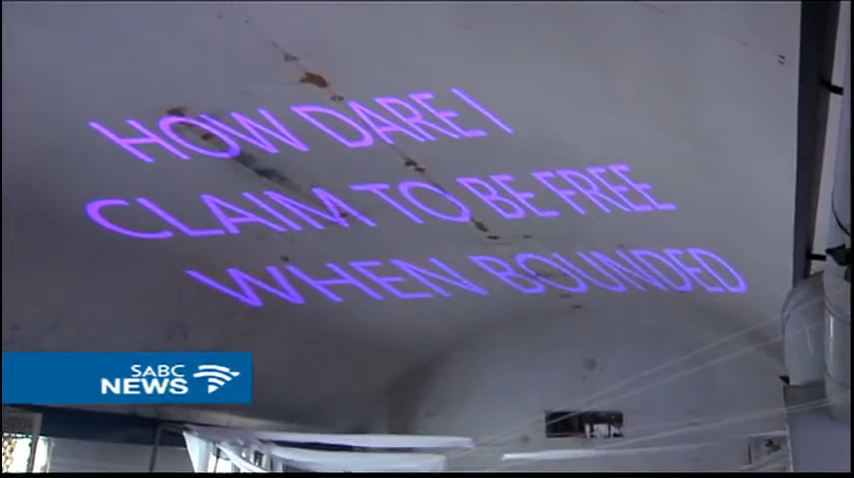 HOW DARE I
CLAIM TO BE FREE
WHEN BOUNDED
SABC
NEWS